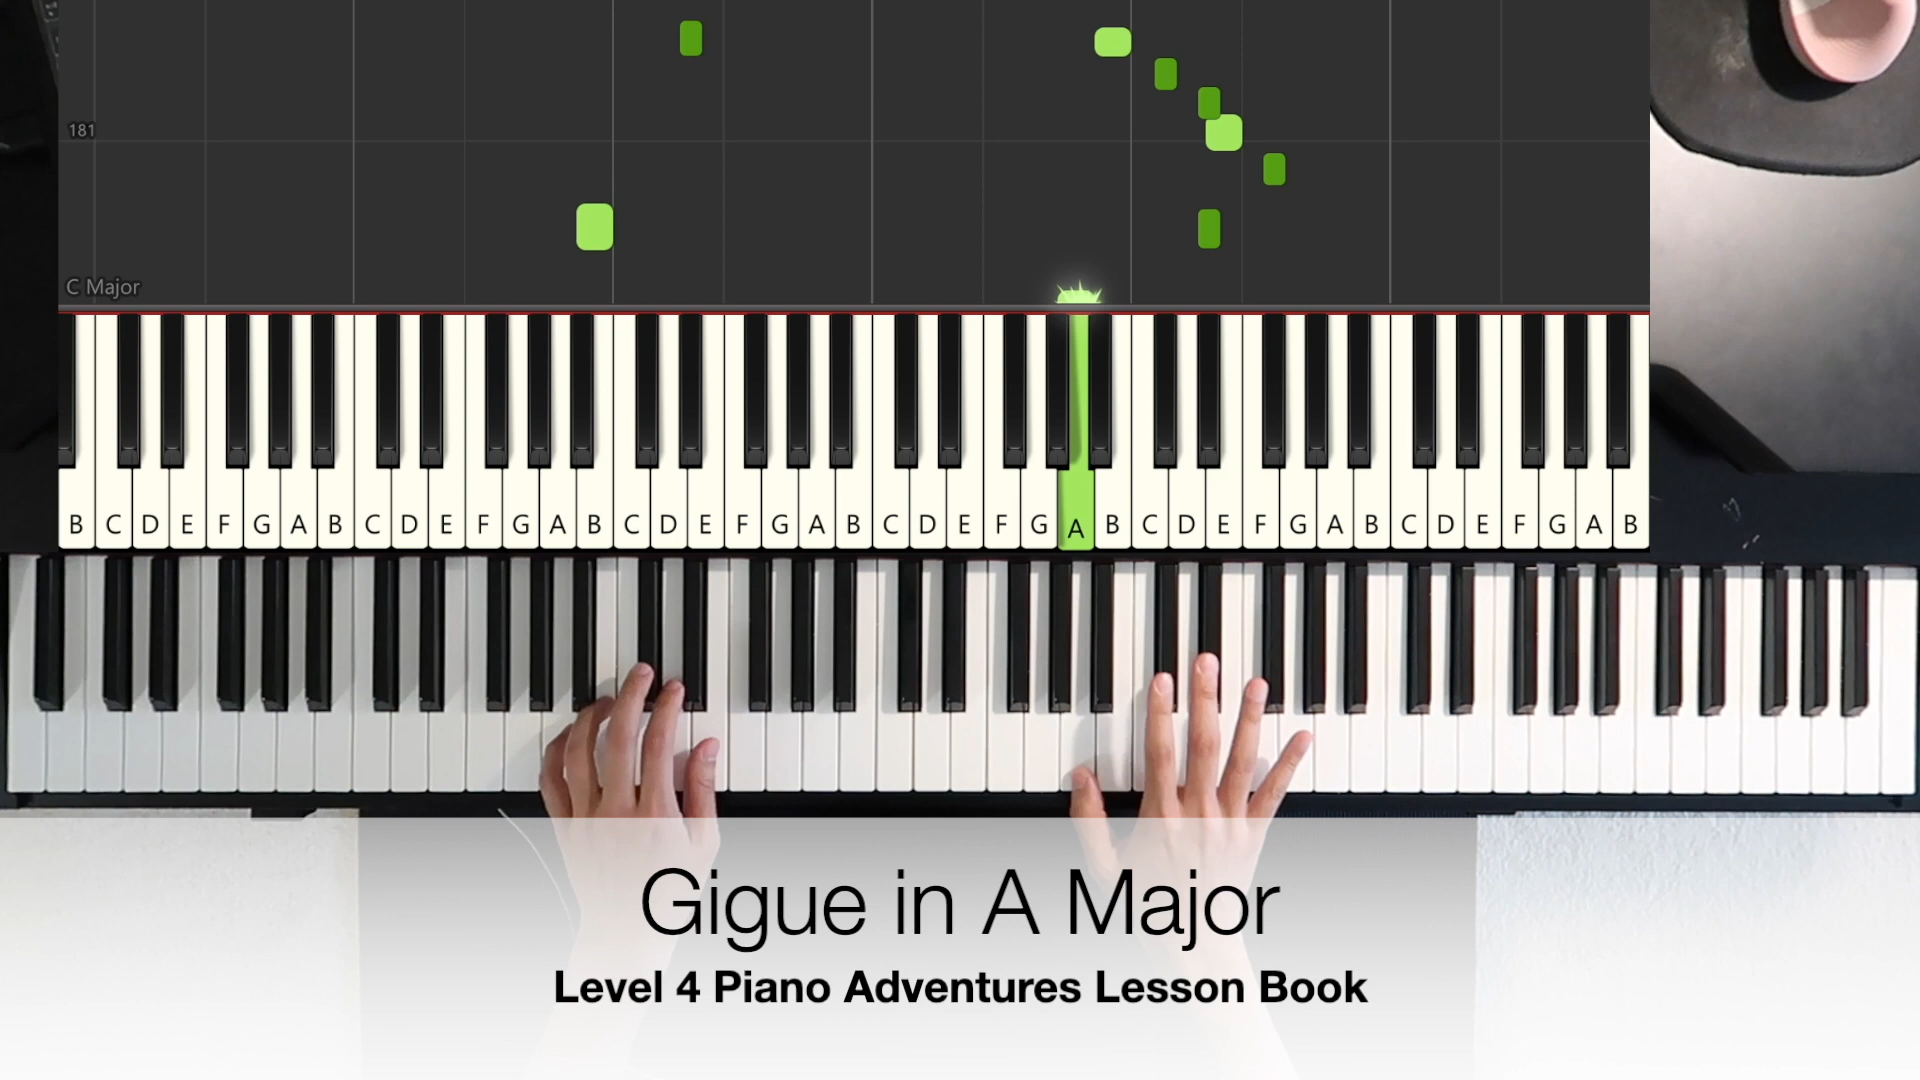 181
C Major
B C D E F G A B C D E F G A B C D E F G A B C D E F G A B C D E F G A B C D E F G A B
Gigue in A Major
Level 4 Piano Adventures Lesson Book